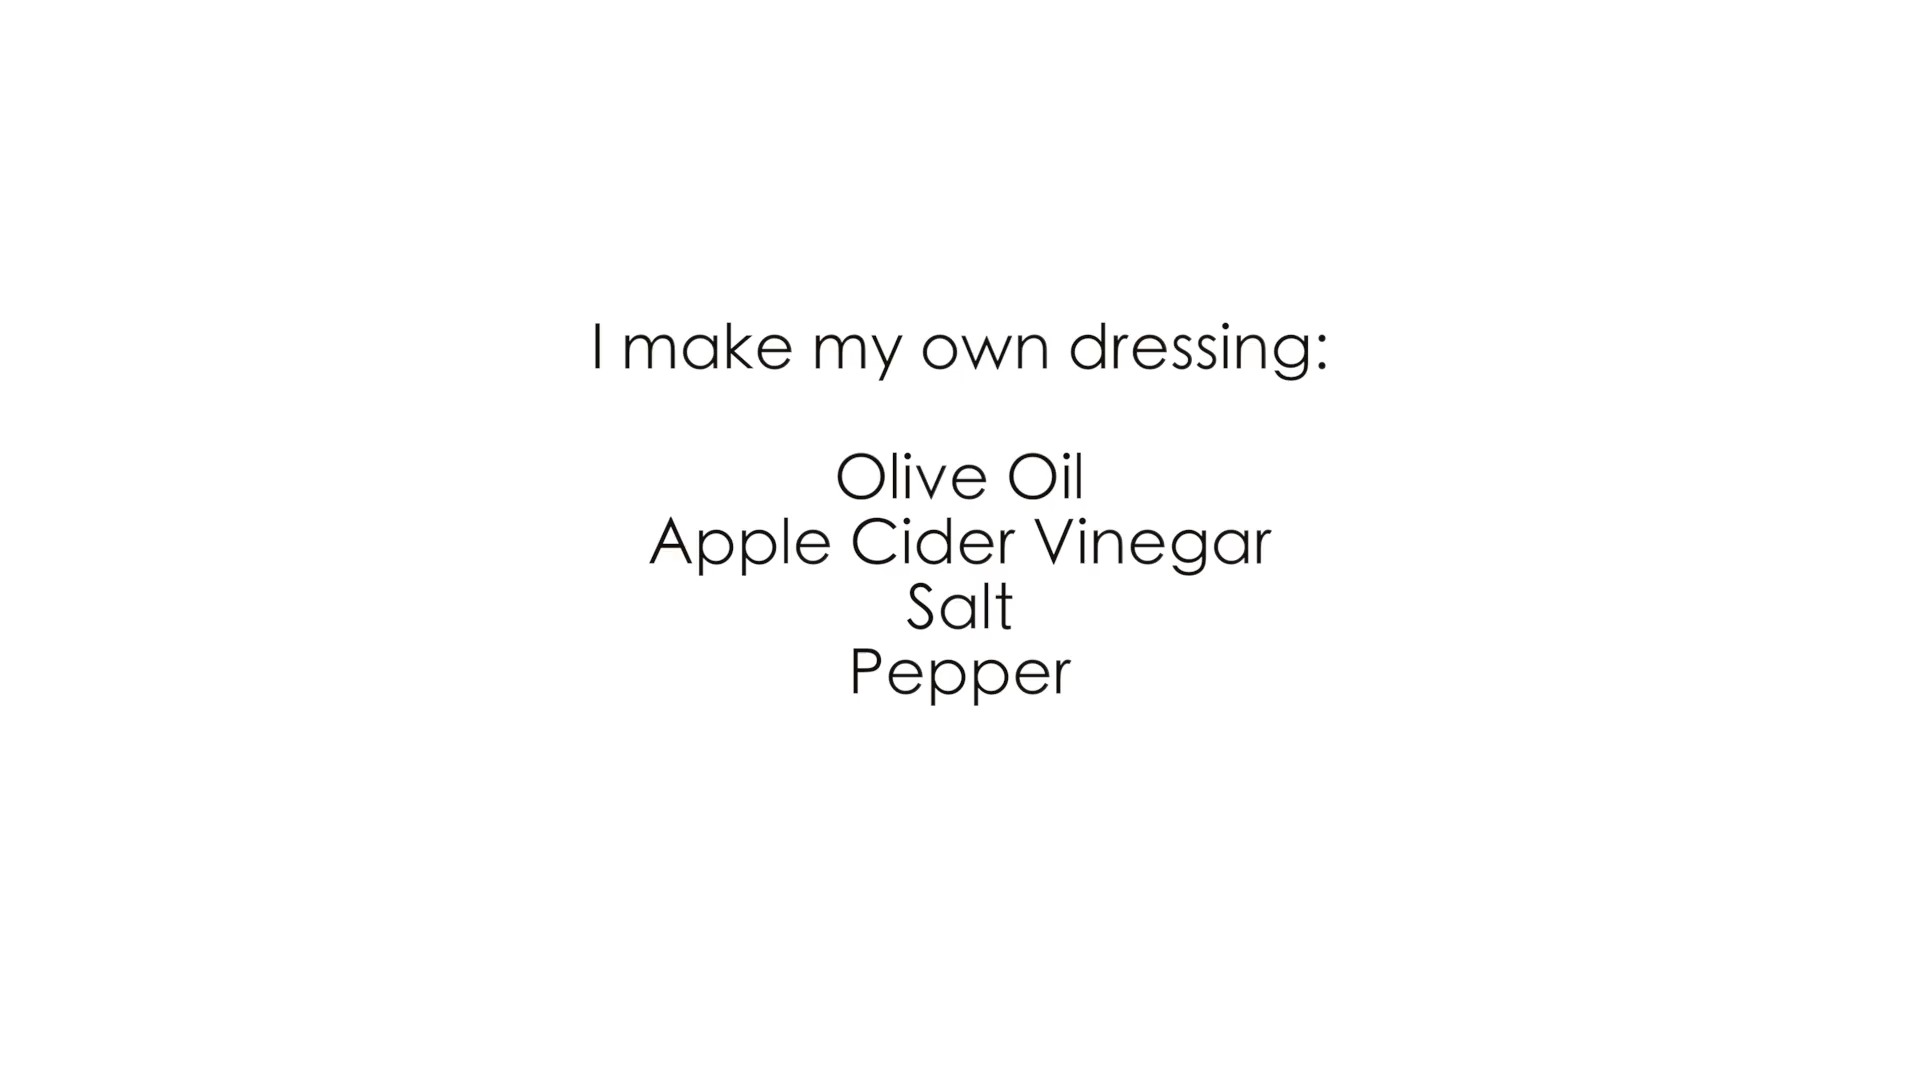 I make my own dressing:
Olive Oil
Apple Cider Vinegar
Salt
Pepper